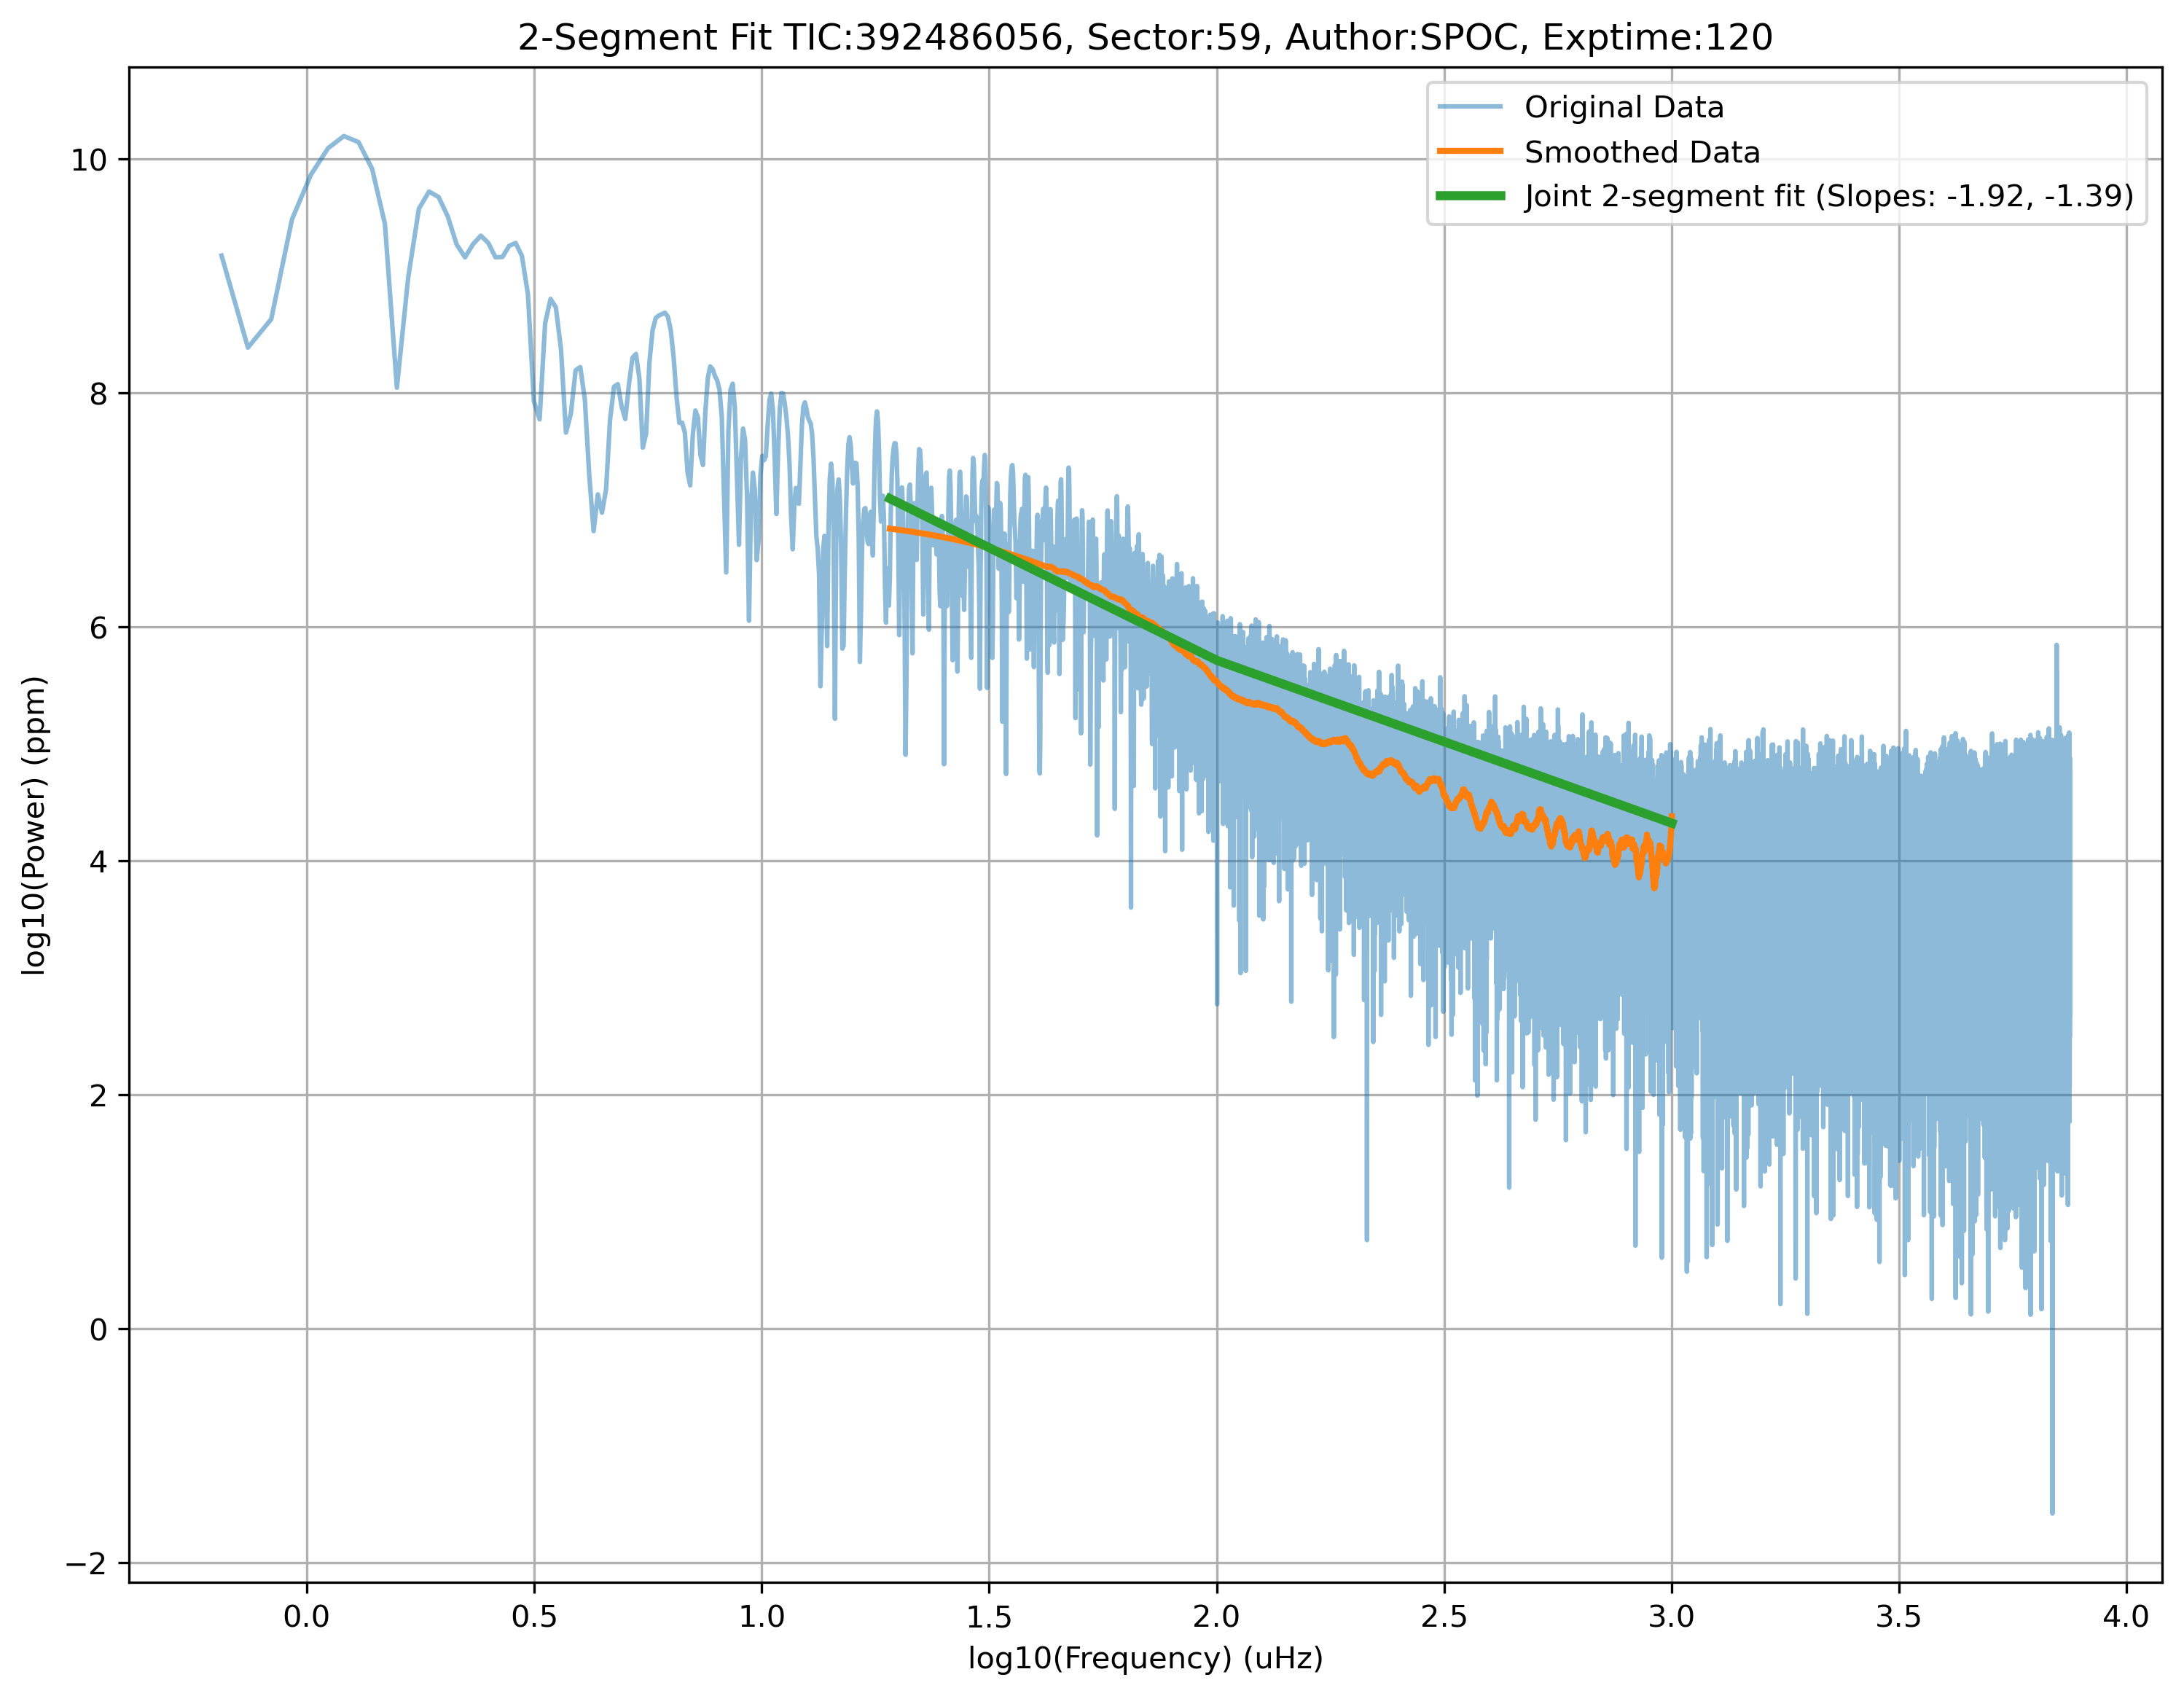 2-Segment Fit TIC:392486056, Sector:59, Author:SPOC, Exptime:120
Original Data
Smoothed Data
Joint 2-segment fit (Slopes: -1.92, -1.39)
log10(Power) (ppm)
10
8
6
4
2
0
−2
0.0 0.5 1.0 1.5 2.0 2.5 3.0 3.5 4.0
log10(Frequency) (uHz)